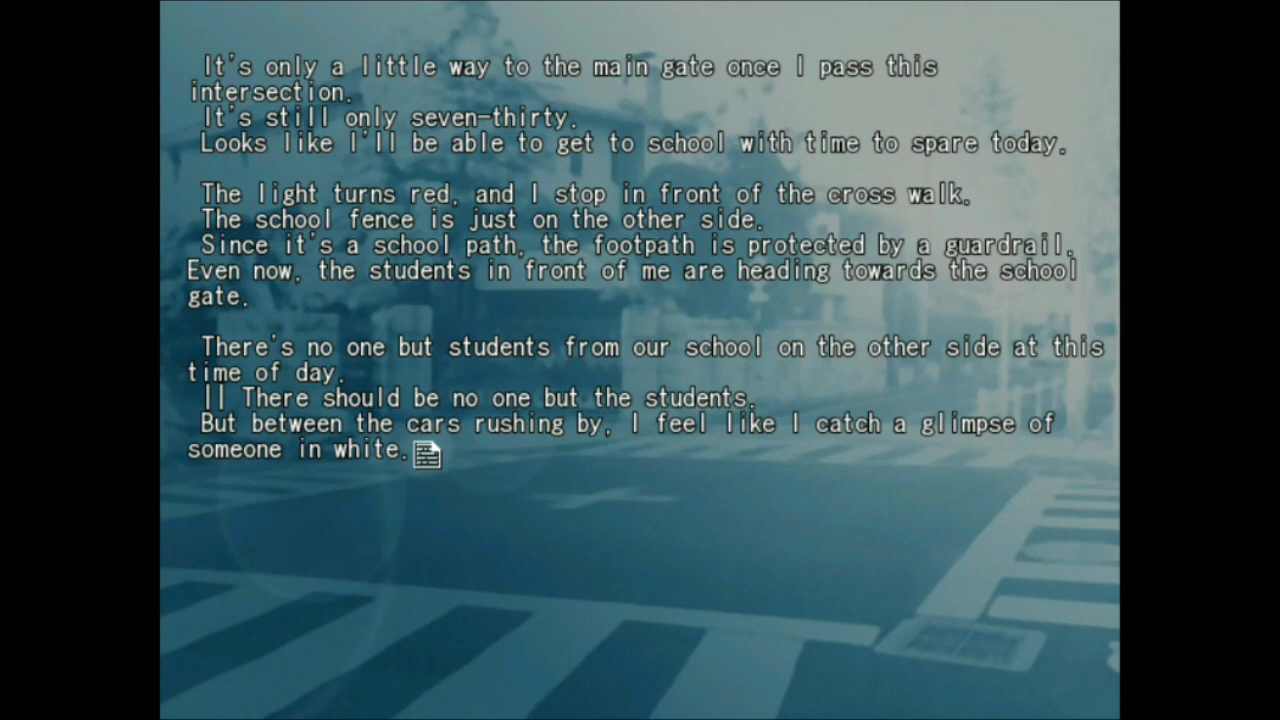 It's only a little way to the main gate once I pass this
intersection.
It's still only seven-thirty.
Looks like I'll be able to get to school with time to spare today.
The light turns red, and I stop in front of the cross walk.
The school fence is just on the other side.
Since it's a school path, the footpath is protected by a guardrail.
Even now, the students in front of me are heading towards the school
gate.
There's no one but students from our school on the other side at this
time of day.
|| There should be no one but the students.
But between the cars rushing by, I feel like I catch a glimpse of
someone in white.